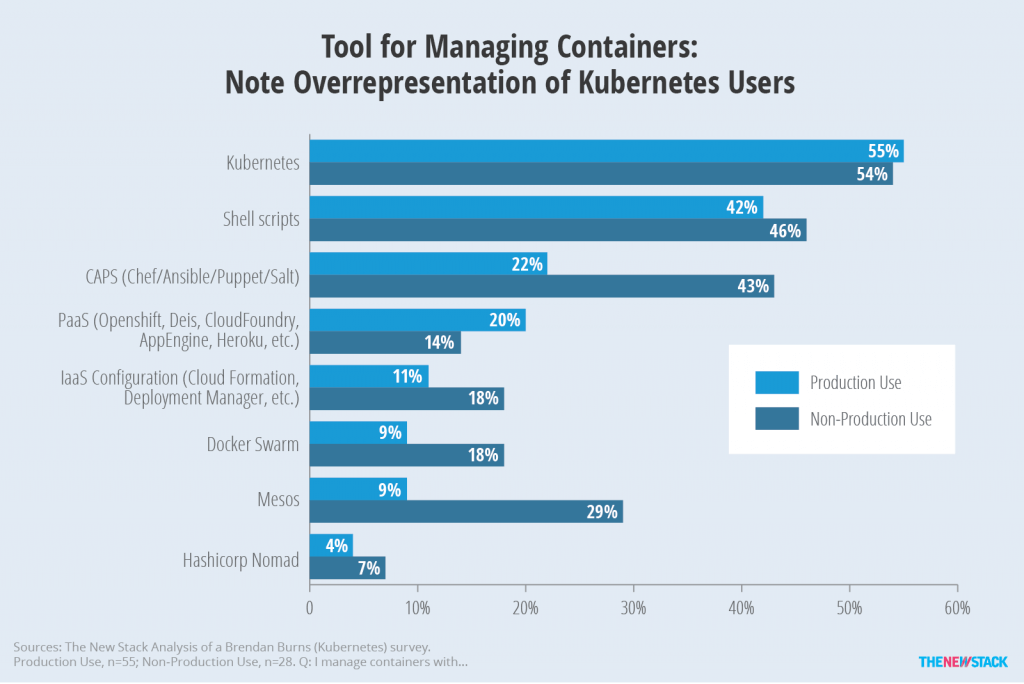 Tool for Managing Containers:
Note Overrepresentation of Kubernetes Users
Kubernetes
55%
54%
Shell scripts
42%
46%
CAPS (Chef/Ansible/Puppet/Salt)
22%
43%
PaaS (Openshift, Deis, CloudFoundry,
AppEngine, Heroku, etc.)
20%
14%
IaaS Configuration (Cloud Formation,
Deployment Manager, etc.)
11%
18%
Docker Swarm
9%
18%
Mesos
9%
29%
Hashicorp Nomad
4%
7%
Production Use
Non-Production Use
0
10%
20%
30%
40%
50%
60%
Sources: The New Stack Analysis of a Brendan Burns (Kubernetes) survey.
Production Use, n=55; Non-Production Use, n=28. Q: I manage containers with...
THENEWSTACK